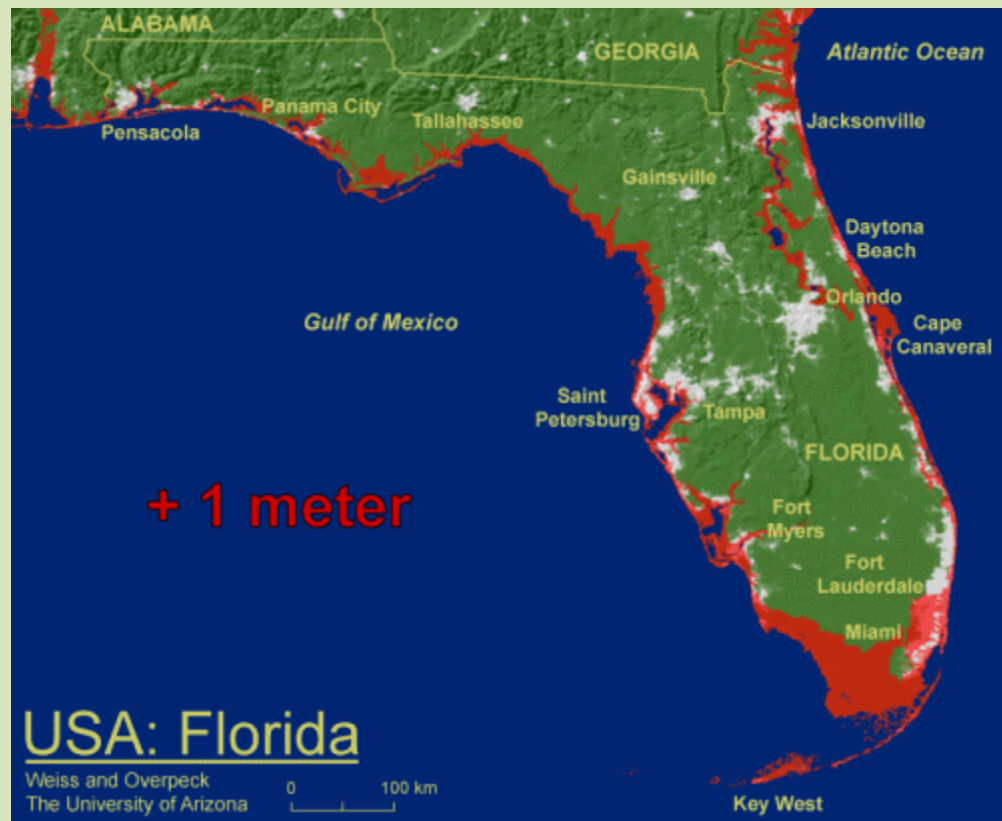 ALABAMA
GEORGIA
Atlantic Ocean
Panama City
Pensacola
Tallahassee
Jacksonville
Gainsville
Daytona
Beach
Orlando
Gulf of Mexico
Cape
Canaveral
Saint
Petersburg
Tampa
FLORIDA
+ 1 meter
Fort
Myers
Fort
Lauderdale
Miami
USA: Florida
Weiss and Overpeck
The University of Arizona
0 100 km
Key West